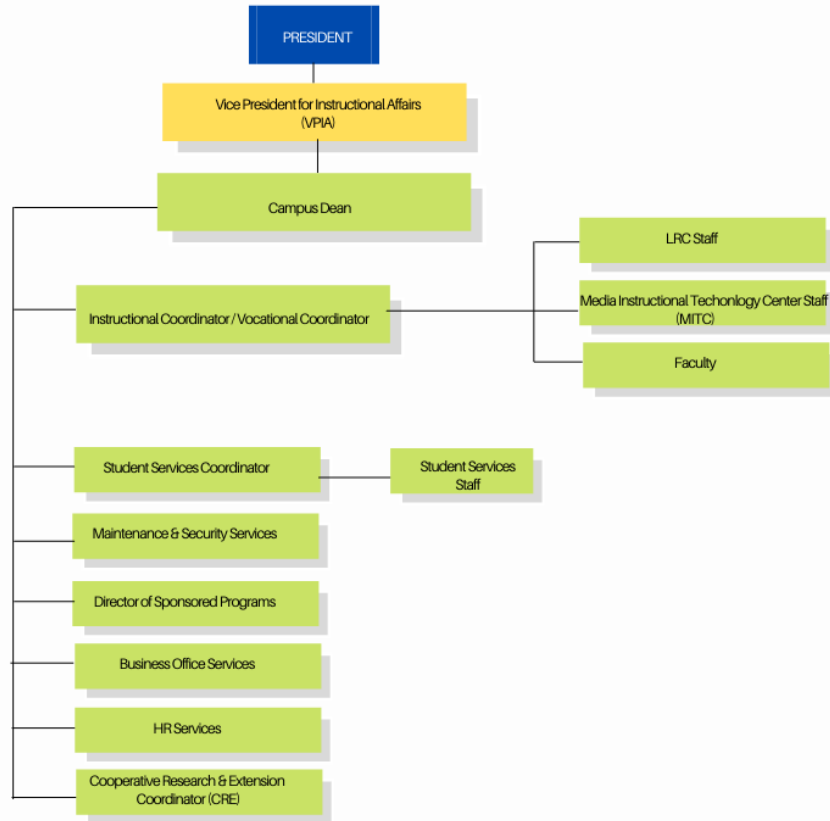 PRESIDENT
Vice President for Instructional Affairs
(VPIA)
Campus Dean
LRC Staff
Media Instructional Techonlogy Center Staff
(MITC)
Instructional Coordinator / Vocational Coordinator
Faculty
Student Services Coordinator
Student Services
Staff
Maintenance & Security Services
Director of Sponsored Programs
Business Office Services
HR Services
Cooperative Research & Extension
Coordinator (CRE)